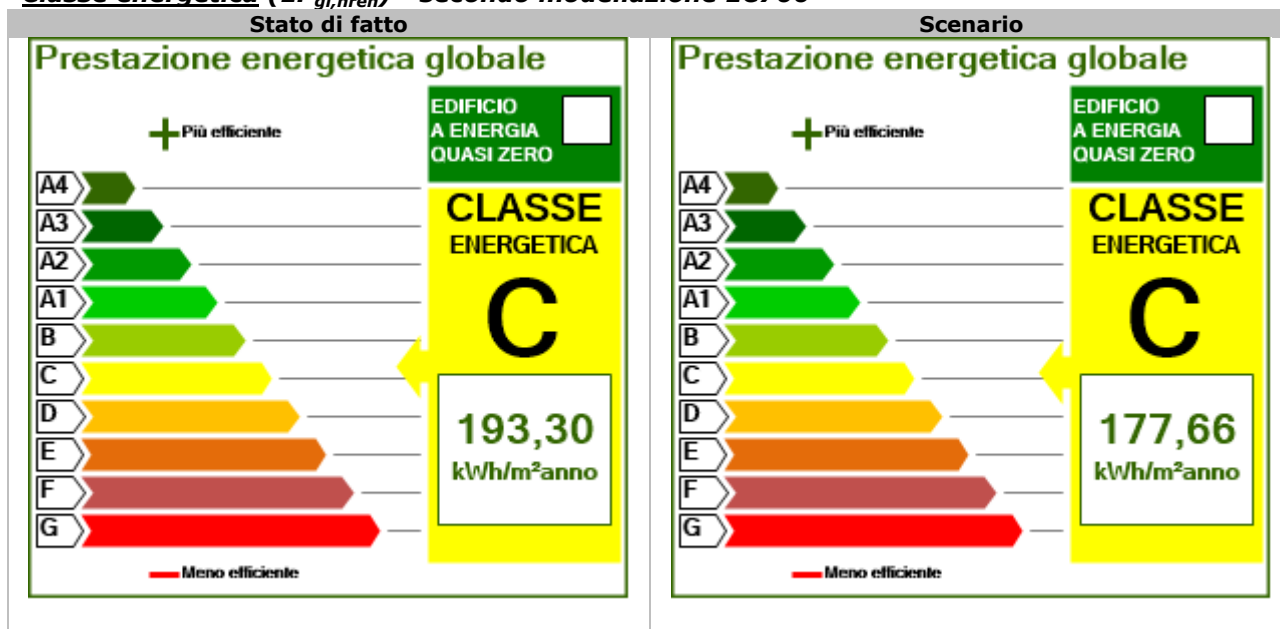 Stato di fatto
Scenario
Prestazione energetica globale
Più efficiente
EDIFICIO
A ENERGIA
QUASI ZERO
A4
A3
A2
A1
B
C
D
E
F
G
CLASSE
ENERGETICA
C
193,30
kWh/m²anno
Meno efficiente
Prestazione energetica globale
Più efficiente
EDIFICIO
A ENERGIA
QUASI ZERO
A4
A3
A2
A1
B
C
D
E
F
G
CLASSE
ENERGETICA
C
177,66
kWh/m²anno
Meno efficiente